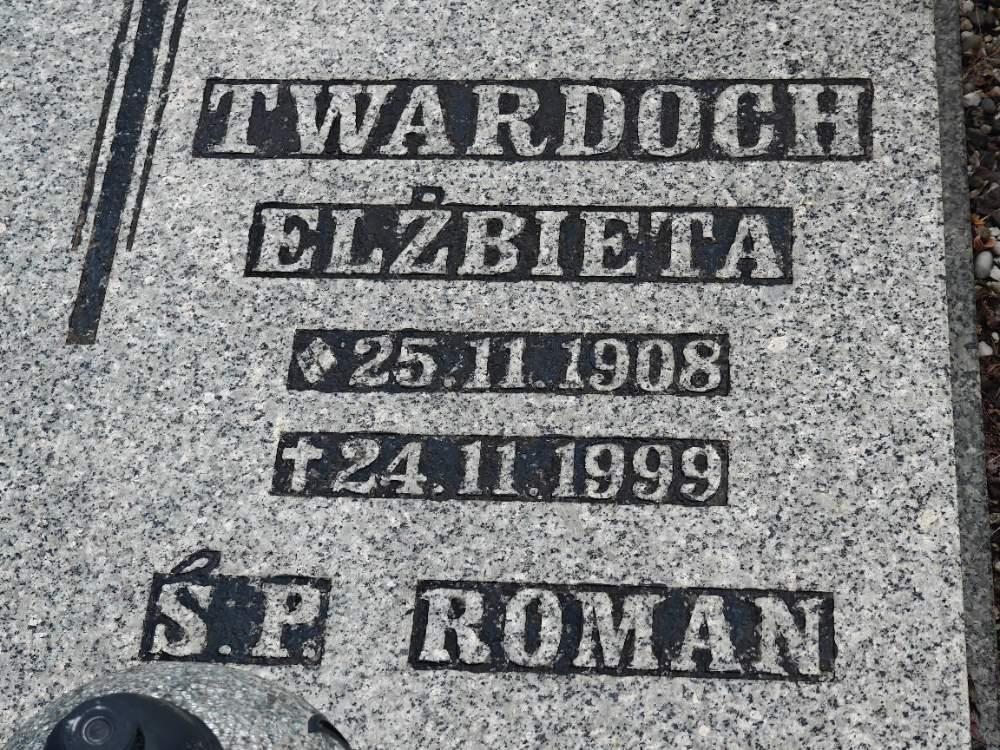 TWARDOCH
ELŻBIETA
25.11.1908
✝24.11.1999
Ś.P. ROMAN